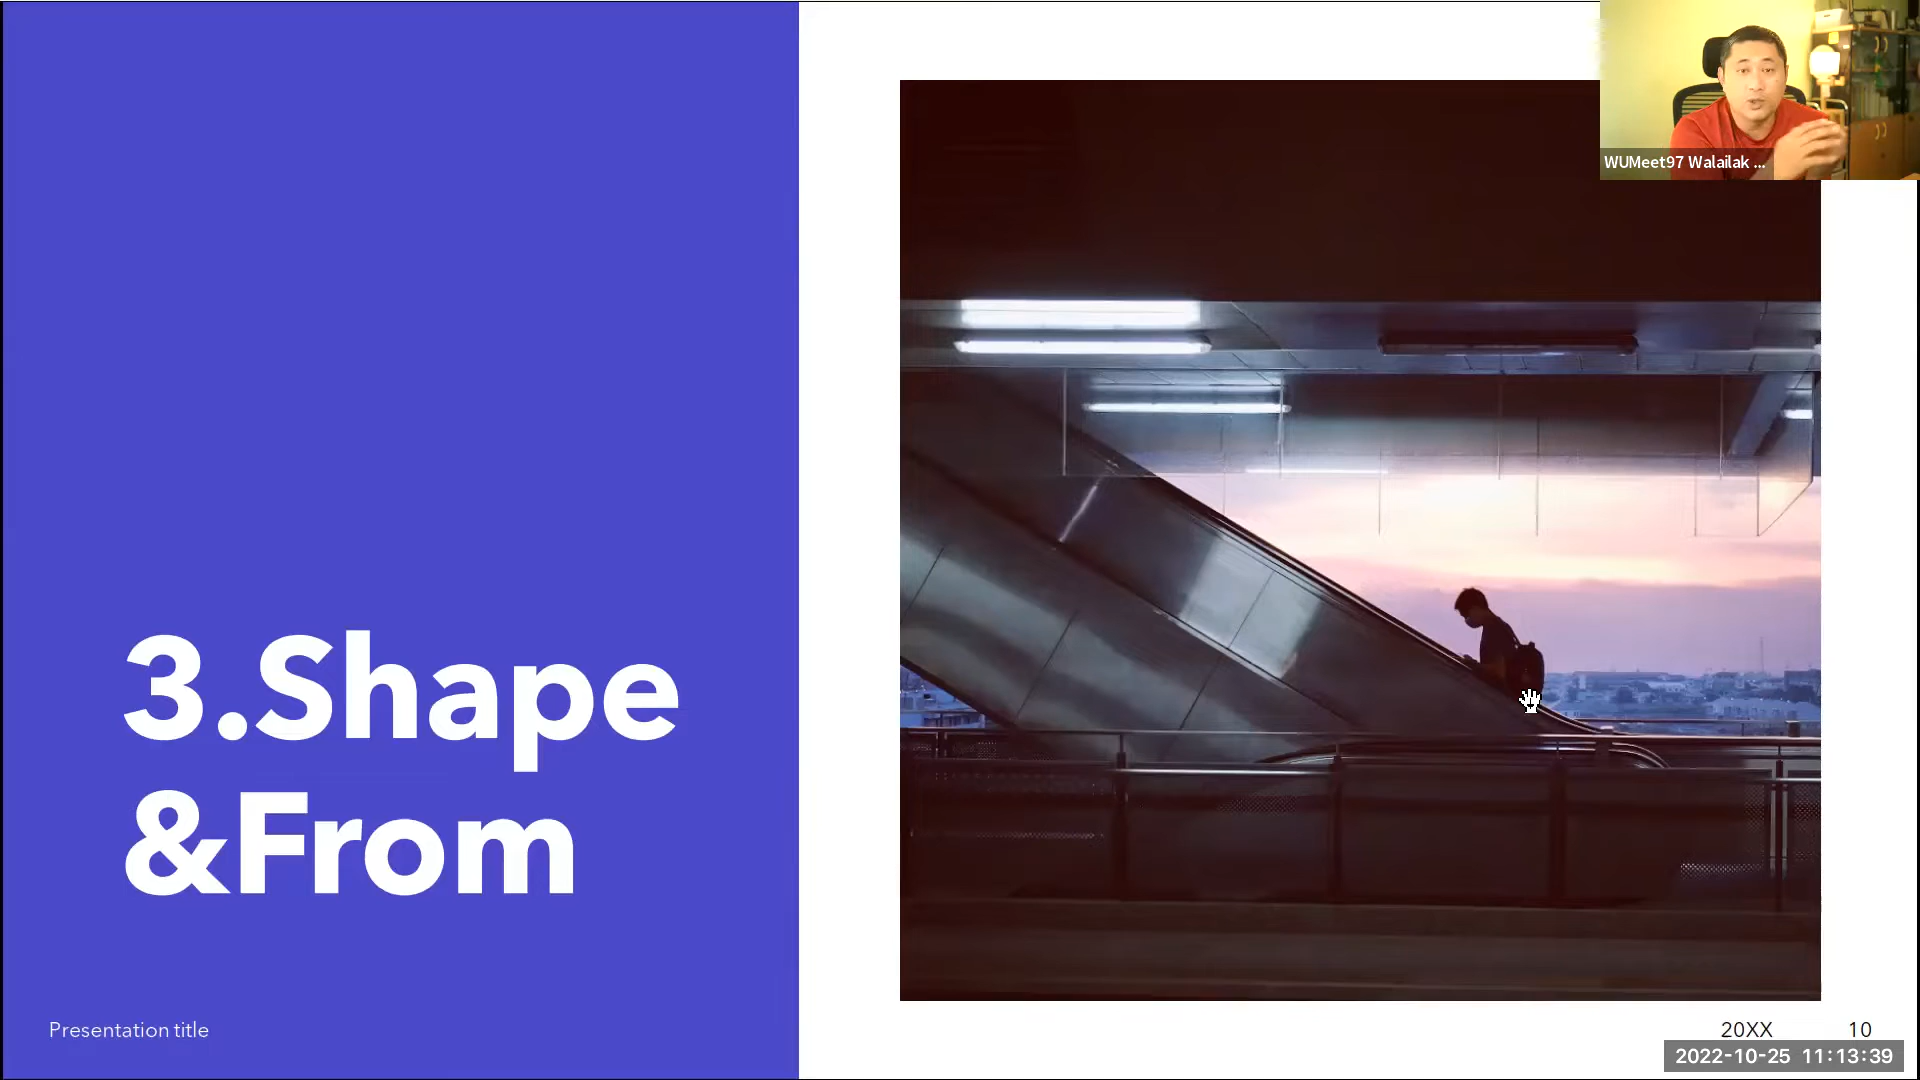 WUMeet97 Walailak ...
3.Shape
&From
Presentation title
20XX
10
2022-10-25 11:13:39